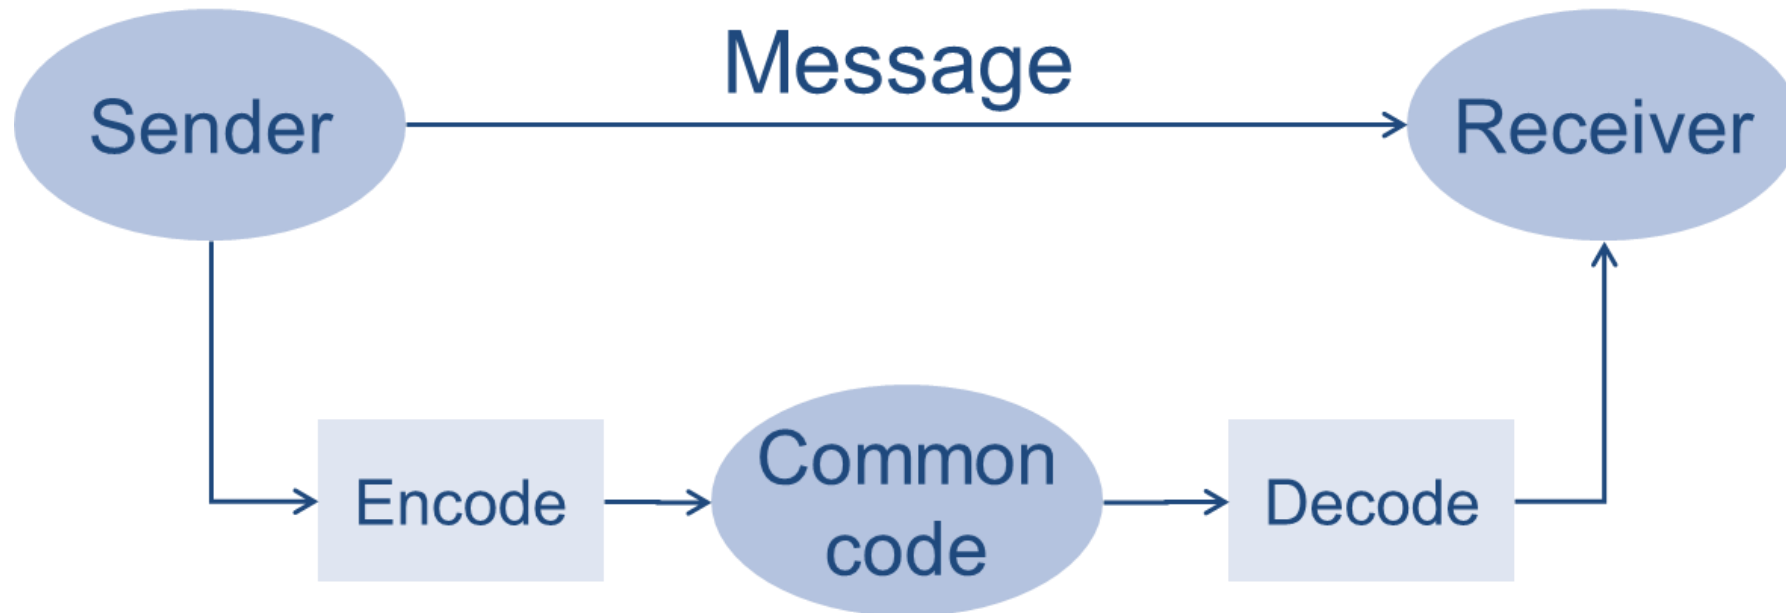 Message
Sender
Receiver
Encode
Common
code
Decode